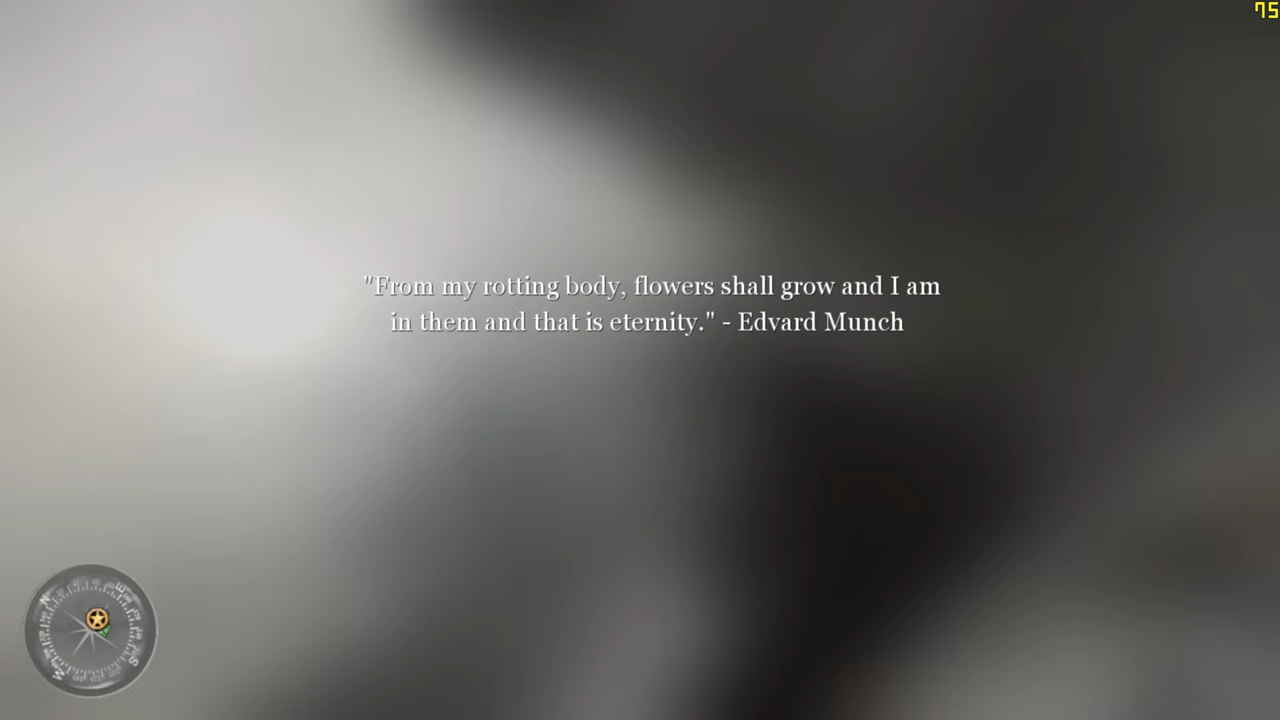 75
"From my rotting body, flowers shall grow and I am
in them and that is eternity." - Edvard Munch
N
E
S
W